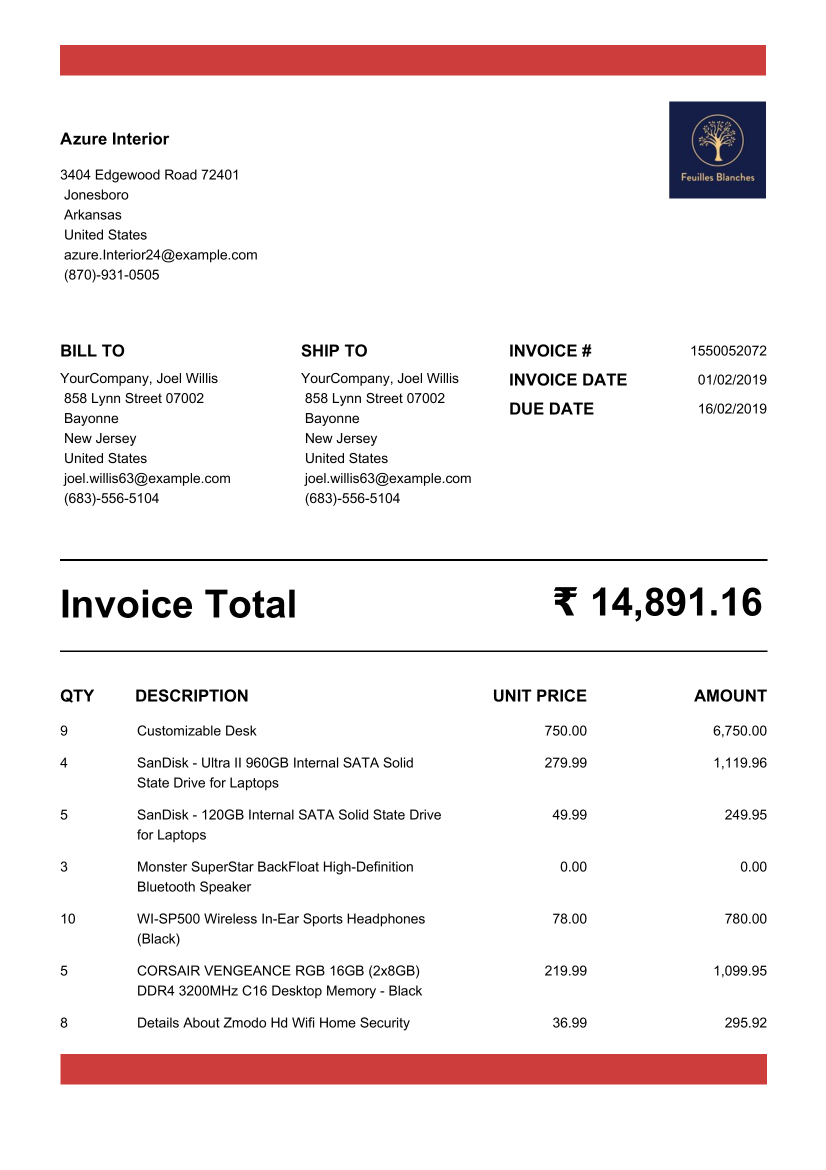 Azure Interior
Feuilles Blanches
3404 Edgewood Road 72401
Jonesboro
Arkansas
United States
azure.Interior24@example.com
(870)-931-0505
BILL TO
YourCompany, Joel Willis
858 Lynn Street 07002
Bayonne
New Jersey
United States
joel.willis63@example.com
(683)-556-5104
SHIP TO
YourCompany, Joel Willis
858 Lynn Street 07002
Bayonne
New Jersey
United States
joel.willis63@example.com
(683)-556-5104
INVOICE # 1550052072
INVOICE DATE 01/02/2019
DUE DATE 16/02/2019
Invoice Total ₹ 14,891.16
QTY DESCRIPTION UNIT PRICE AMOUNT
9 Customizable Desk 750.00 6,750.00
4 SanDisk - Ultra II 960GB Internal SATA Solid 279.99 1,119.96
State Drive for Laptops
5 SanDisk - 120GB Internal SATA Solid State Drive 49.99 249.95
for Laptops
3 Monster SuperStar BackFloat High-Definition 0.00 0.00
Bluetooth Speaker
10 WI-SP500 Wireless In-Ear Sports Headphones 78.00 780.00
(Black)
5 CORSAIR VENGEANCE RGB 16GB (2x8GB) 219.99 1,099.95
DDR4 3200MHz C16 Desktop Memory - Black
8 Details About Zmodo Hd Wifi Home Security 36.99 295.92